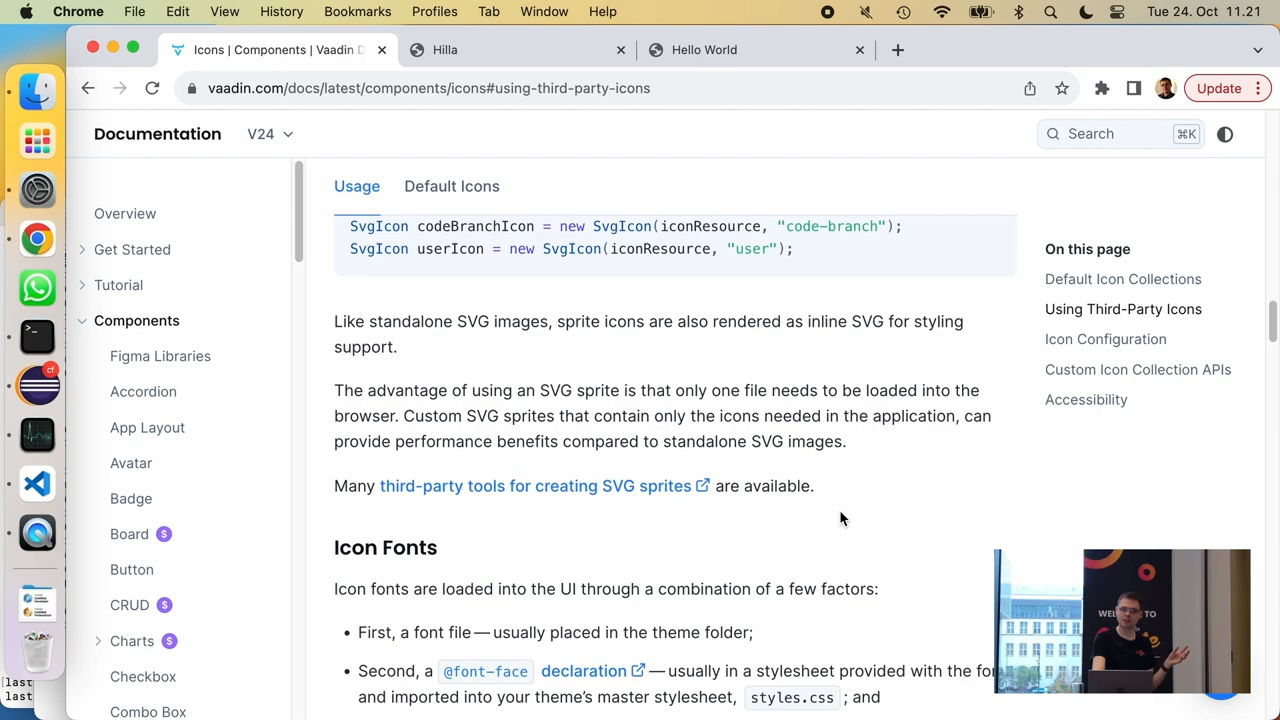 Chrome File Edit Vaadin View History Bookmarks Profiles Tab Window Help Tue 24. Oct 11.21
Icons | Components | Vaadin D
Hilla
Hello World
vaadin.com/docs/latest/components/icons#using-third-party-icons
Update
Documentation V24
Search ⌘K
Overview
Get Started
Tutorial
Components
Figma Libraries
Accordion
App Layout
Avatar
Badge
Board $
Button
CRUD $
Charts $
Checkbox
Combo Box
Usage Default Icons
SvgIcon codeBranchIcon = new SvgIcon(iconResource, "code-branch");
SvgIcon userIcon = new SvgIcon(iconResource, "user");
Like standalone SVG images, sprite icons are also rendered as inline SVG for styling
support.
The advantage of using an SVG sprite is that only one file needs to be loaded into the
browser. Custom SVG sprites that contain only the icons needed in the application, can
provide performance benefits compared to standalone SVG images.
Many third-party tools for creating SVG sprites are available.
Icon Fonts
Icon fonts are loaded into the UI through a combination of a few factors:
• First, a font file — usually placed in the theme folder;
• Second, a @font-face declaration — usually in a stylesheet provided with the fon
and imported into your theme's master stylesheet, styles.css ; and
On this page
Default Icon Collections
Using Third-Party Icons
Icon Configuration
Custom Icon Collection APIs
Accessibility
last
last